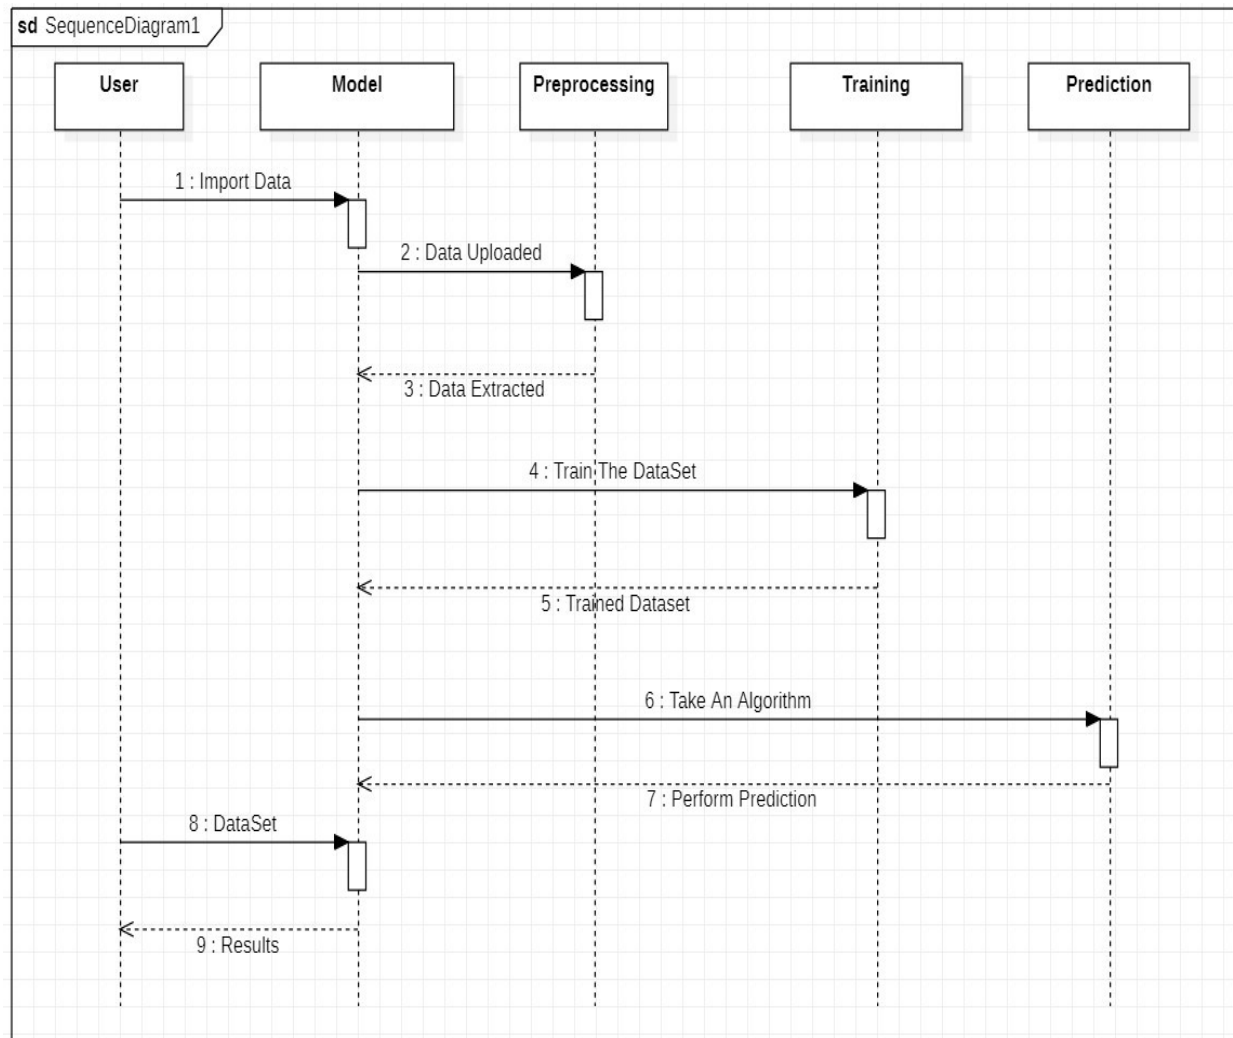 sd SequenceDiagram1
User
Model
Preprocessing
Training
Prediction
1 : Import Data
2 : Data Uploaded
3 : Data Extracted
4 : Train The DataSet
5 : Trained Dataset
6 : Take An Algorithm
7 : Perform Prediction
8 : DataSet
9 : Results